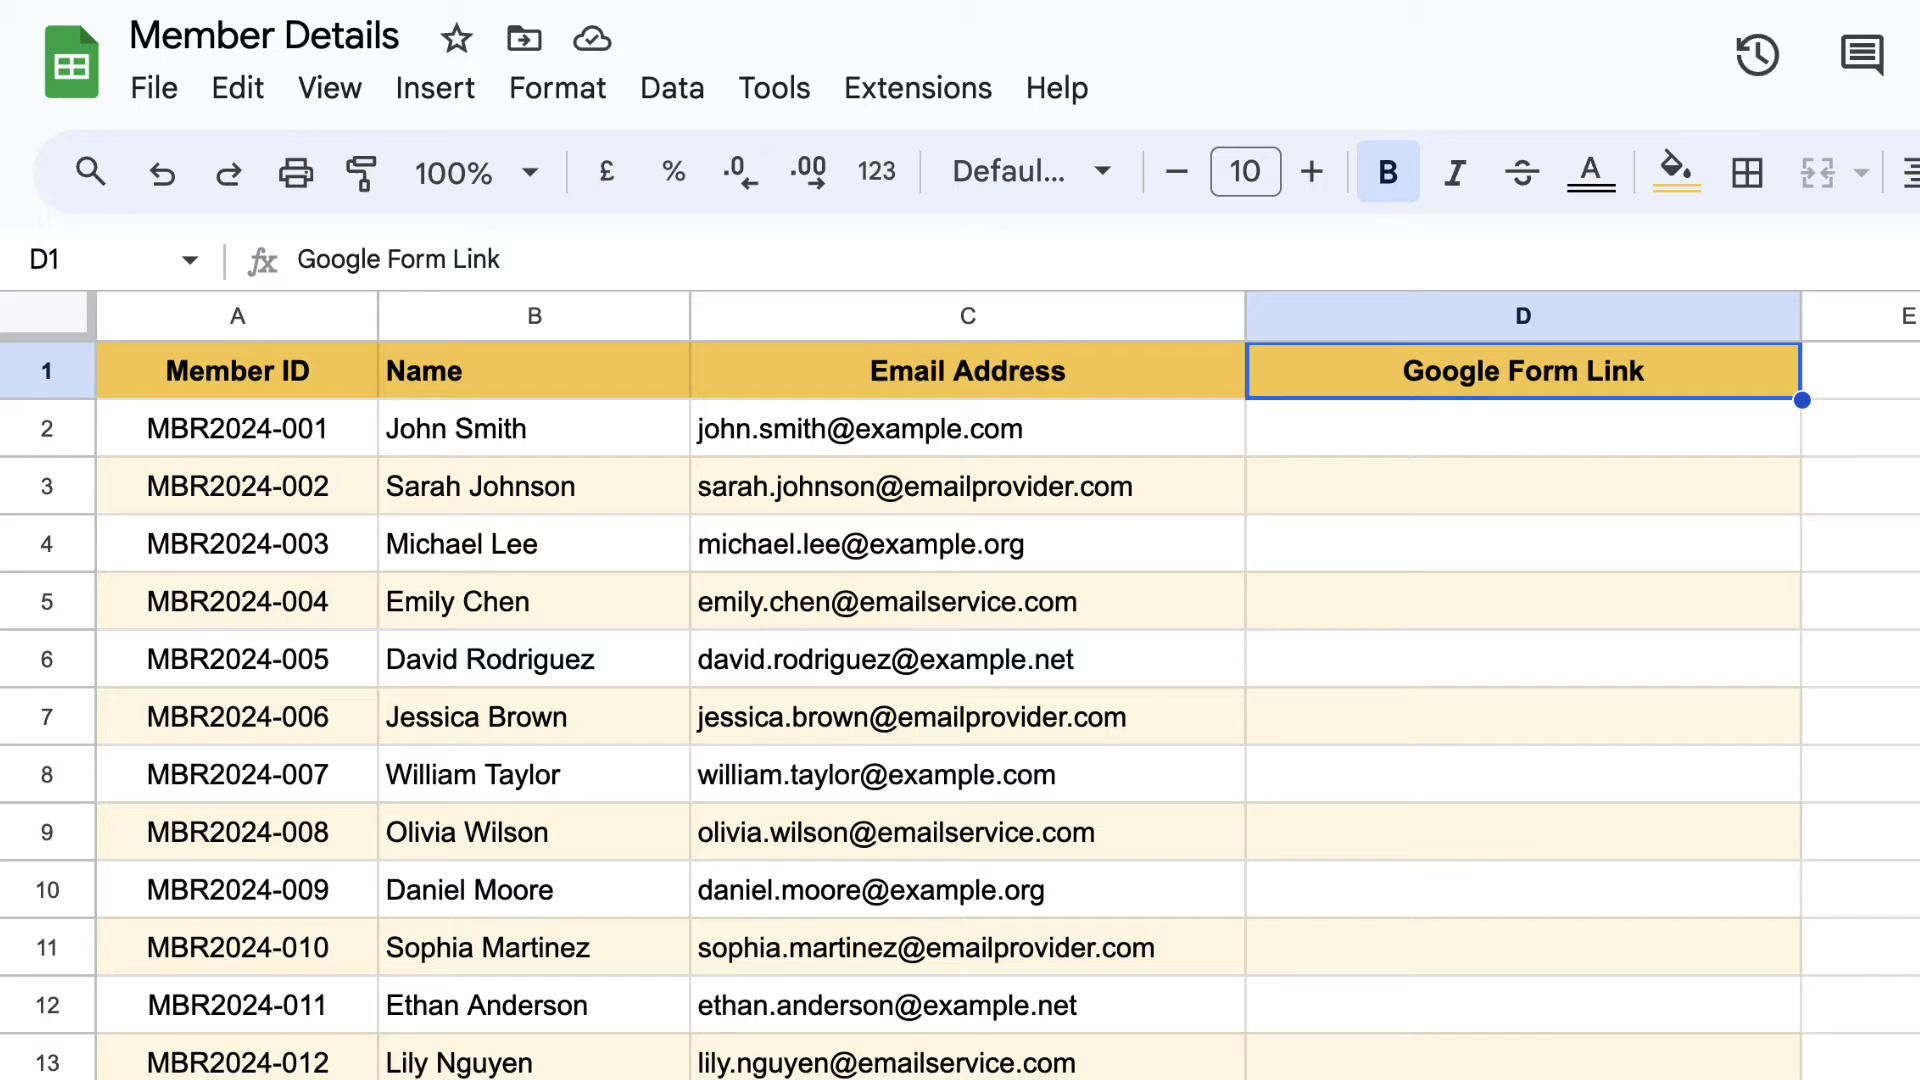 Member Details
File Edit View Insert Format Data Tools Extensions Help
100% £ % .0 .00 123 Defaul... 10 B I A
D1 fx Google Form Link
A B C D E
1 Member ID Name Email Address Google Form Link
2 MBR2024-001 John Smith john.smith@example.com
3 MBR2024-002 Sarah Johnson sarah.johnson@emailprovider.com
4 MBR2024-003 Michael Lee michael.lee@example.org
5 MBR2024-004 Emily Chen emily.chen@emailservice.com
6 MBR2024-005 David Rodriguez david.rodriguez@example.net
7 MBR2024-006 Jessica Brown jessica.brown@emailprovider.com
8 MBR2024-007 William Taylor william.taylor@example.com
9 MBR2024-008 Olivia Wilson olivia.wilson@emailservice.com
10 MBR2024-009 Daniel Moore daniel.moore@example.org
11 MBR2024-010 Sophia Martinez sophia.martinez@emailprovider.com
12 MBR2024-011 Ethan Anderson ethan.anderson@example.net
13 MBR2024-012 Lily Nguyen lily.nguyen@emailservice.com